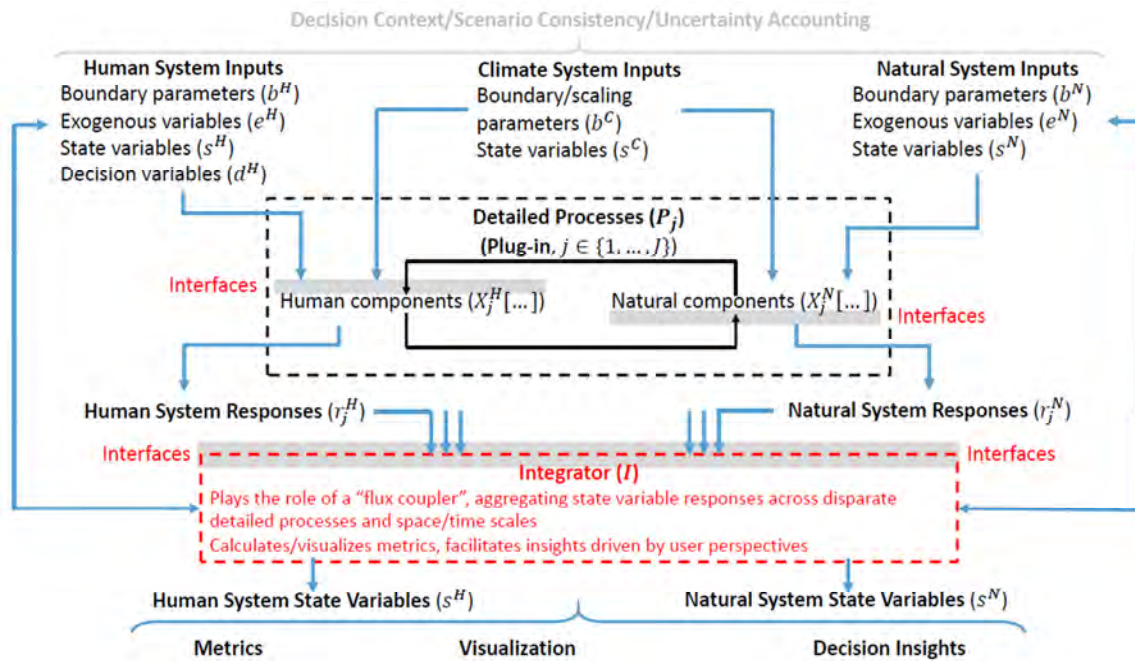 Decision Context/Scenario Consistency/Uncertainty Accounting
Human System Inputs
Boundary parameters (b^H)
Exogenous variables (e^H)
State variables (s^H)
Decision variables (d^H)
Climate System Inputs
Boundary/scaling
parameters (b^C)
State variables (s^C)
Natural System Inputs
Boundary parameters (b^N)
Exogenous variables (e^N)
State variables (s^N)
Detailed Processes (P_j)
(Plug-in, j ∈ {1, … , J})
Interfaces
Human components (X_j^H[…])
Natural components (X_j^N[…])
Interfaces
Human System Responses (r_j^H)
Natural System Responses (r_j^N)
Interfaces
Interfaces
Integrator (I)
Plays the role of a “flux coupler”, aggregating state variable responses across disparate
detailed processes and space/time scales
Calculates/visualizes metrics, facilitates insights driven by user perspectives
Human System State Variables (s^H)
Natural System State Variables (s^N)
Metrics
Visualization
Decision Insights